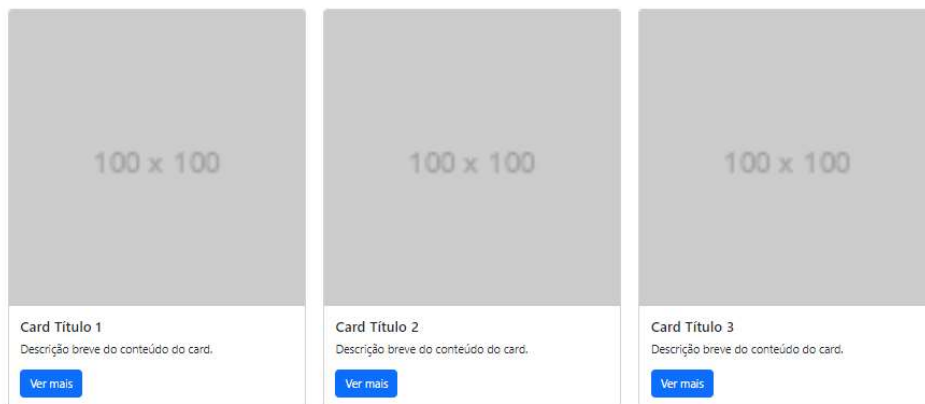 100 x 100
100 x 100
100 x 100
Card Título 1
Card Título 2
Card Título 3
Descrição breve do conteúdo do card.
Descrição breve do conteúdo do card.
Descrição breve do conteúdo do card.
Ver mais
Ver mais
Ver mais